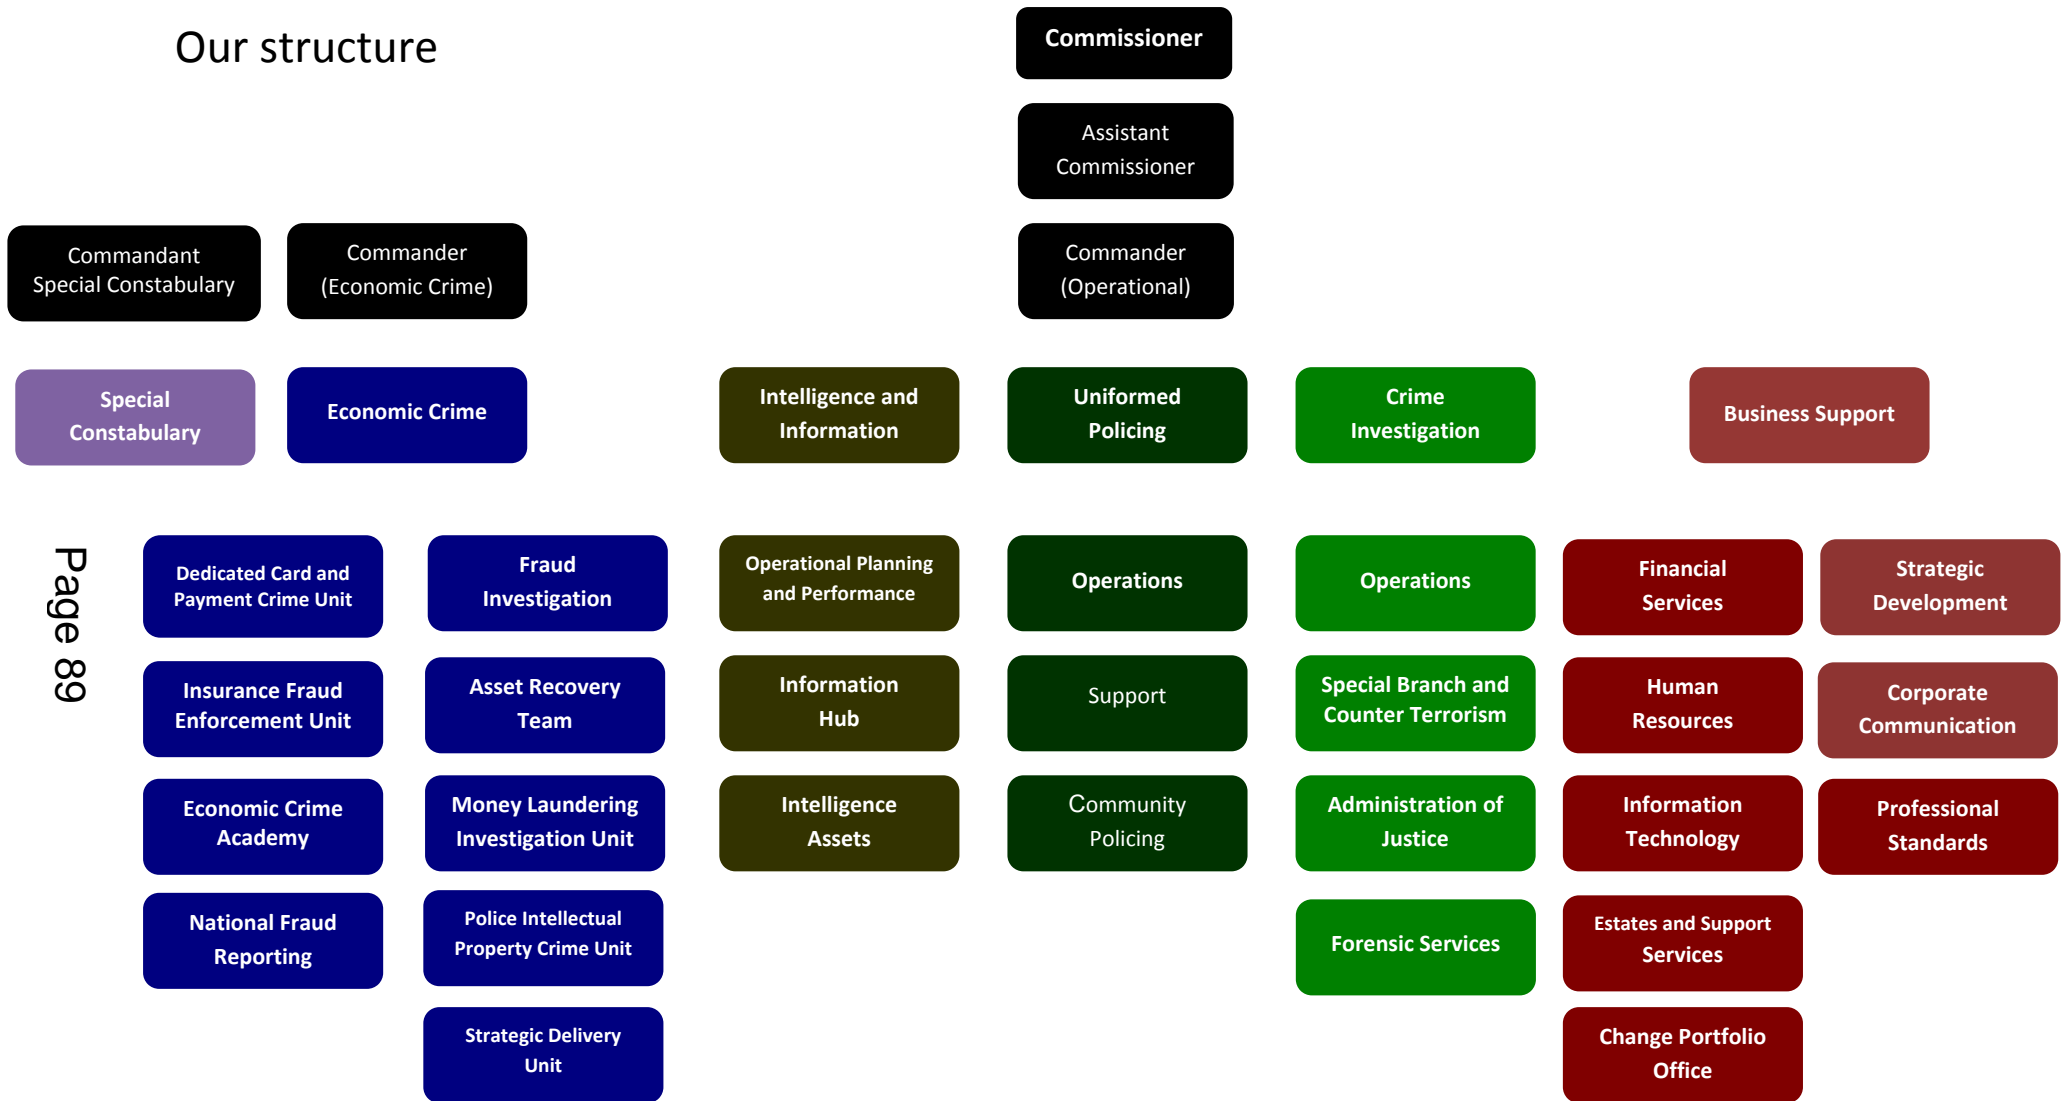 Our structure
Commissioner
Assistant
Commissioner
Commandant
Special Constabulary
Commander
(Economic Crime)
Commander
(Operational)
Special
Constabulary
Economic Crime
Intelligence and
Information
Uniformed
Policing
Crime
Investigation
Business Support
Page 89
Dedicated Card and
Payment Crime Unit
Fraud
Investigation
Operational Planning
and Performance
Operations
Operations
Financial
Services
Strategic
Development
Insurance Fraud
Enforcement Unit
Asset Recovery
Team
Information
Hub
Support
Special Branch and
Counter Terrorism
Human
Resources
Corporate
Communication
Economic Crime
Academy
Money Laundering
Investigation Unit
Intelligence
Assets
Community
Policing
Administration of
Justice
Information
Technology
Professional
Standards
National Fraud
Reporting
Police Intellectual
Property Crime Unit
Forensic Services
Estates and Support
Services
Strategic Delivery
Unit
Change Portfolio
Office